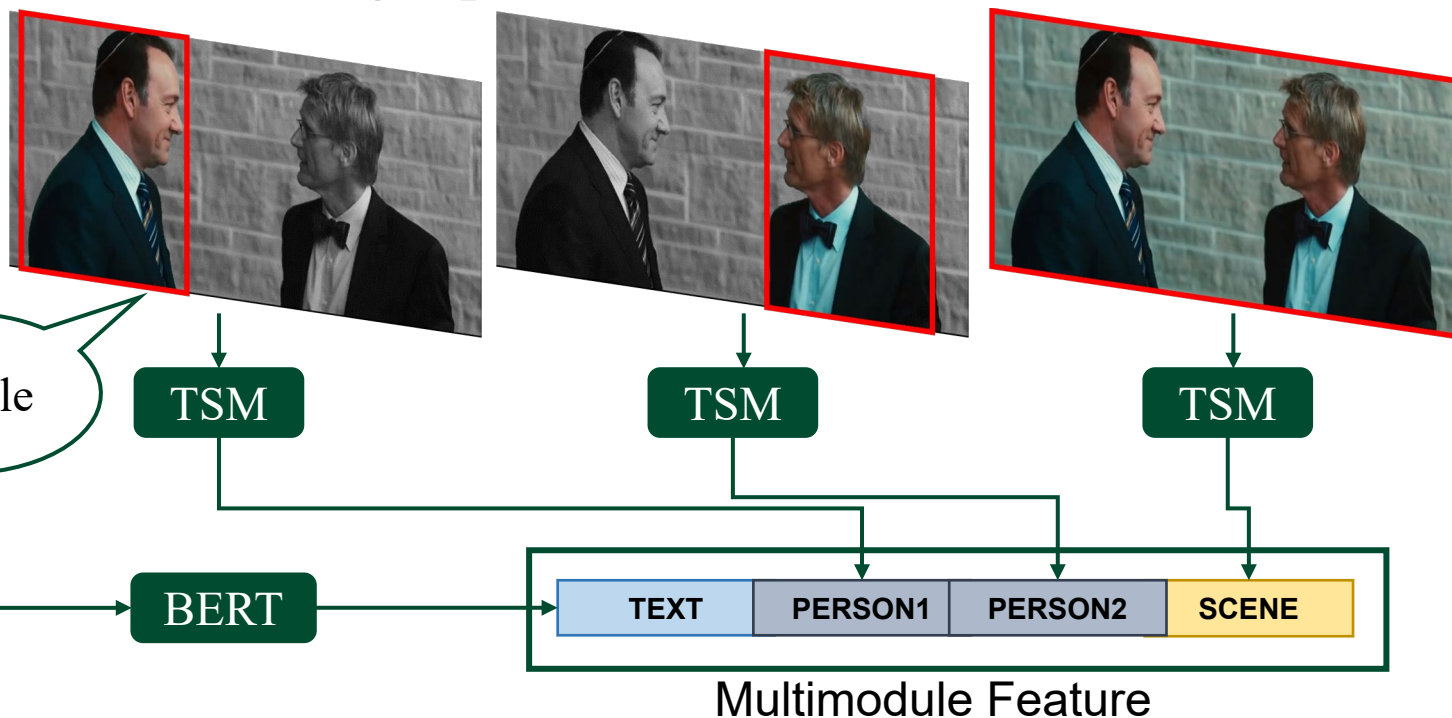 le
TSM
TSM
TSM
BERT
TEXT
PERSON1
PERSON2
SCENE
Multimodule Feature